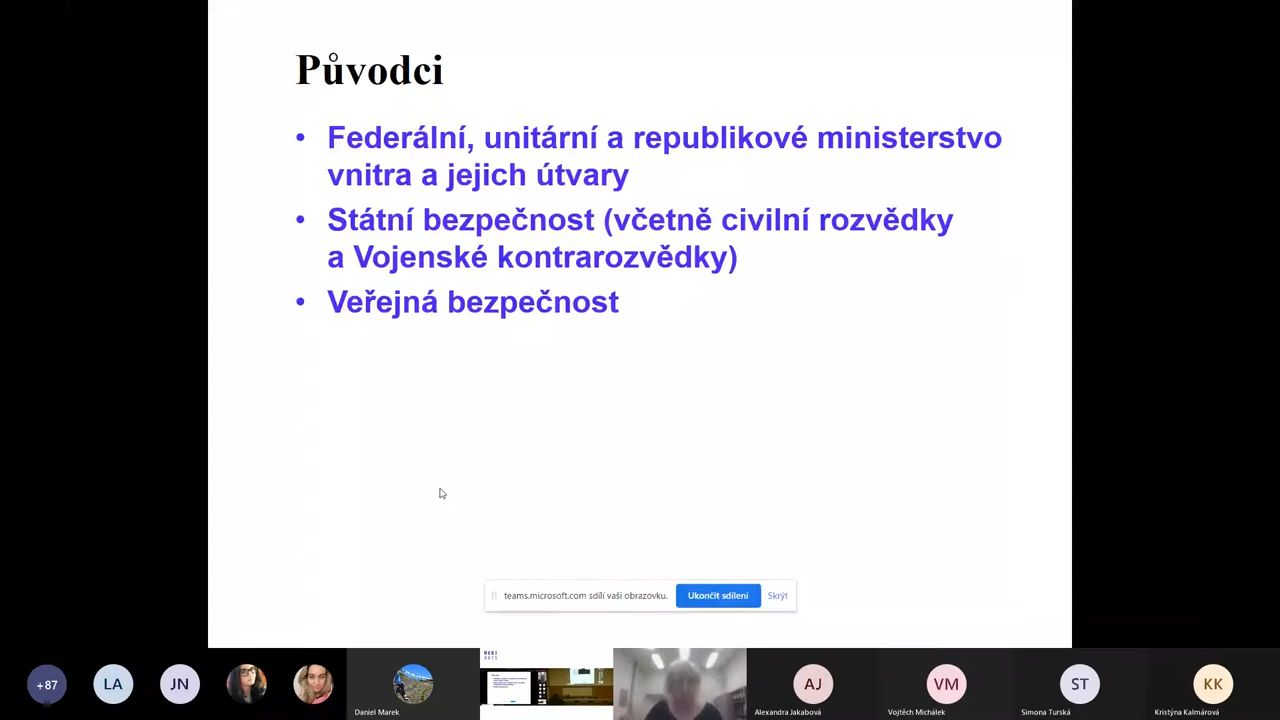 Původci
• Federální, unitární a republikové ministerstvo
vnitra a jejich útvary
• Státní bezpečnost (včetně civilní rozvědky
a Vojenské kontrarozvědky)
• Veřejná bezpečnost
teams.microsoft.com sdílí vaši obrazovku.
Ukončit sdílení
Skrýt
+87
LA
JN
Daniel Marek
MUNI
ARTS
AJ
Alexandra Jakabová
VM
Vojtěch Michálek
ST
Simona Turská
KK
Kristýna Kalmárová